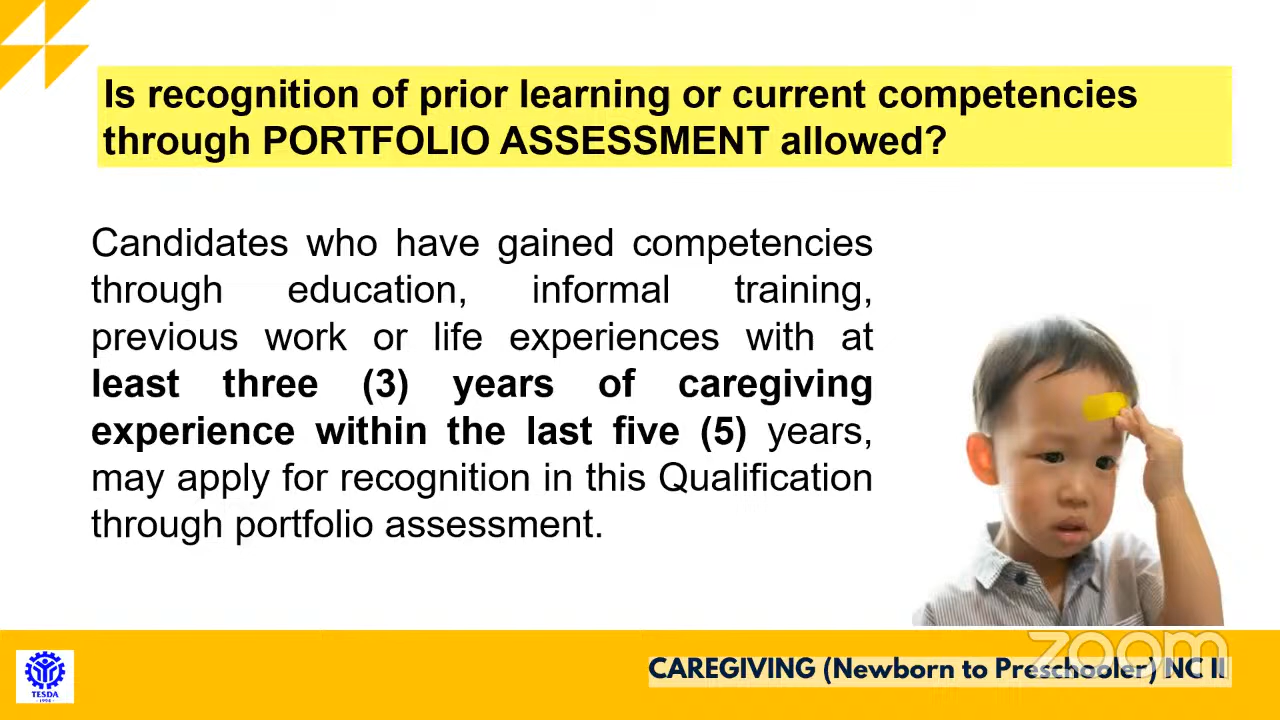 Is recognition of prior learning or current competencies
through PORTFOLIO ASSESSMENT allowed?
Candidates who have gained competencies
through education, informal training,
previous work or life experiences with at
least three (3) years of caregiving
experience within the last five (5) years,
may apply for recognition in this Qualification
through portfolio assessment.
zoom
CAREGIVING (Newborn to Preschooler) NC II
TESDA
1994